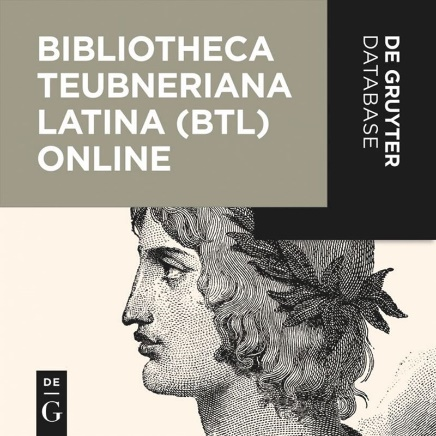 BIBLIOTHECA
TEUBNERIANA
LATINA (BTL)
ONLINE
DE GRUYTER
DATABASE
DE
G